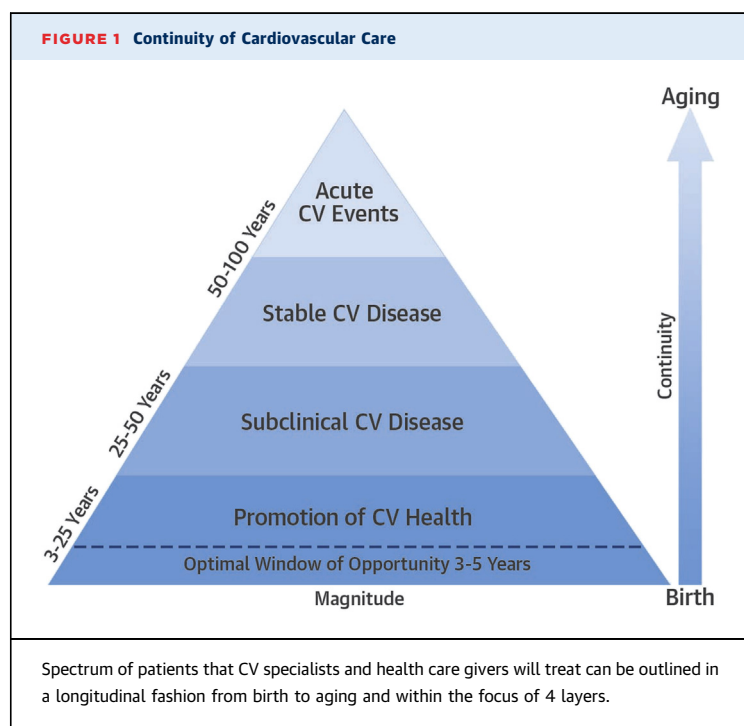 FIGURE 1 Continuity of Cardiovascular Care
Aging
Acute
CV Events
50-100 Years
Stable CV Disease
Continuity
25-50 Years
Subclinical CV Disease
3-25 Years
Promotion of CV Health
Optimal Window of Opportunity 3-5 Years
Magnitude
Birth
Spectrum of patients that CV specialists and health care givers will treat can be outlined in
a longitudinal fashion from birth to aging and within the focus of 4 layers.